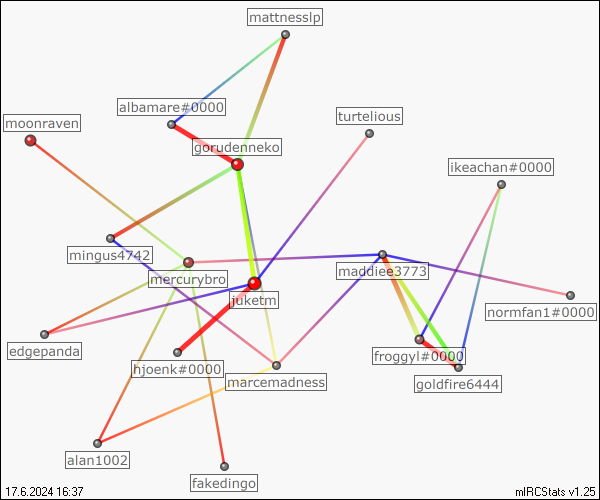 mattnesslp
albamare#0000
moonraven
turtelious
gorudenneko
ikeachan#0000
mingus4742
mercurybro
maddiee3773
juketm
normfan1#0000
edgepanda
froggyl#0000
hjoenk#0000
marcemadness
goldfire6444
alan1002
fakedingo
17.6.2024 16:37
mIRCStats v1.25